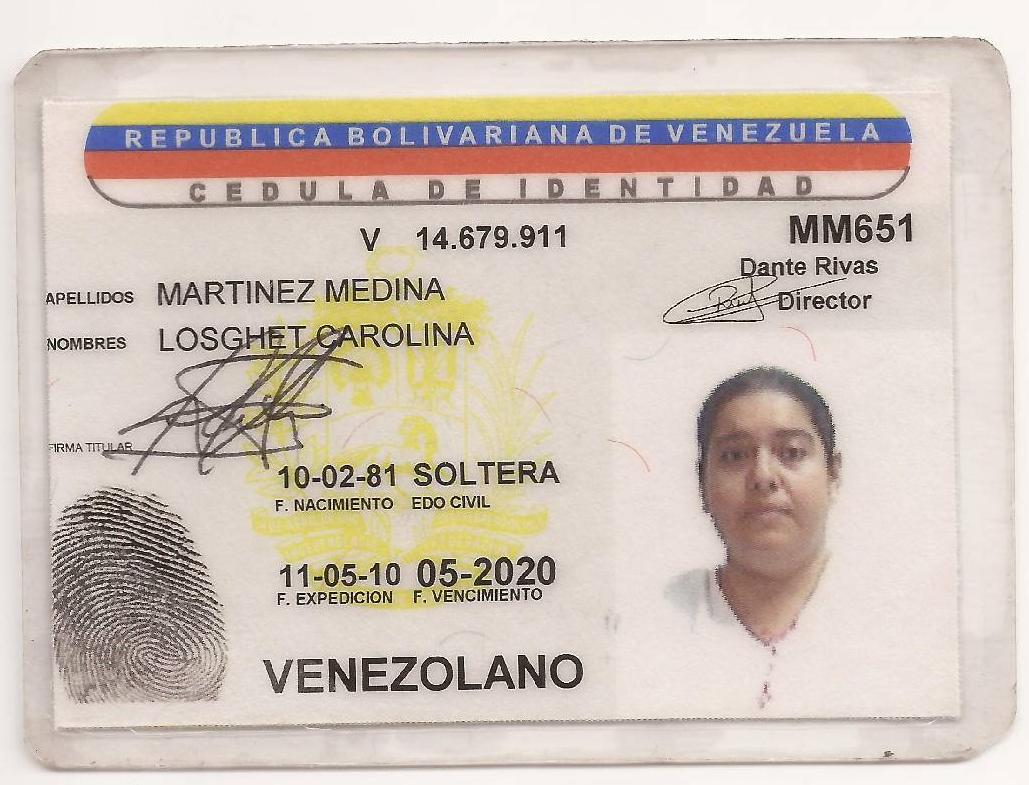 REPUBLICA BOLIVARIANA DE VENEZUELA
CEDULA DE IDENTIDAD
V 14.679.911
MM651
Dante Rivas
Director
APELLIDOS MARTINEZ MEDINA
NOMBRES LOSGHET CAROLINA
FIRMA TITULAR
10-02-81 SOLTERA
F. NACIMIENTO EDO CIVIL
11-05-10 05-2020
F. EXPEDICION F. VENCIMIENTO
VENEZOLANO